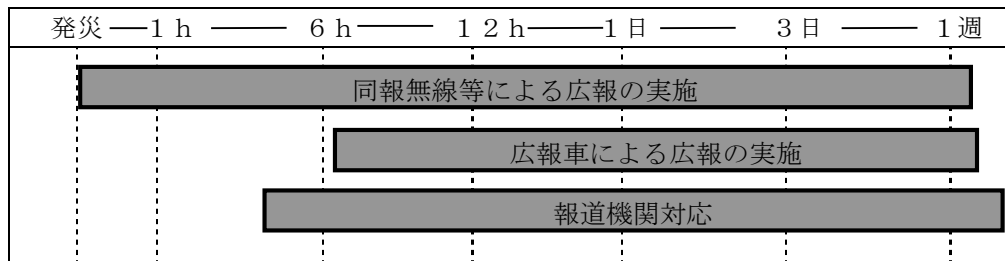 発災 ── １ｈ ─── ６ｈ ─── １２ｈ ─── １日 ─── ３日 ─── １週
同報無線等による広報の実施
広報車による広報の実施
報道機関対応